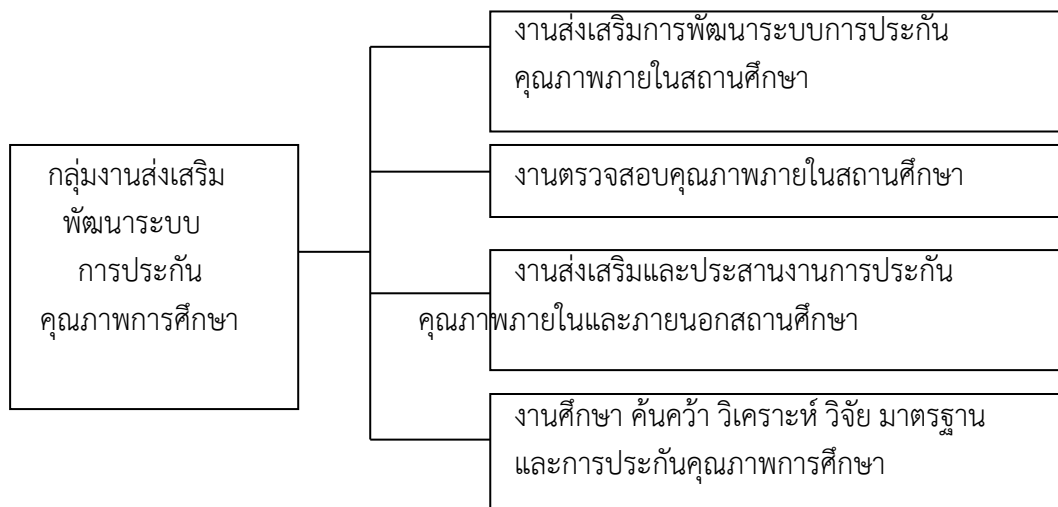 กลุ่มงานส่งเสริม
พัฒนาระบบ
การประกัน
คุณภาพการศึกษา
งานส่งเสริมการพัฒนาระบบการประกัน
คุณภาพภายในสถานศึกษา
งานตรวจสอบคุณภาพภายในสถานศึกษา
งานส่งเสริมและประสานงานการประกัน
คุณภาพภายในและภายนอกสถานศึกษา
งานศึกษา ค้นคว้า วิเคราะห์ วิจัย มาตรฐาน
และการประกันคุณภาพการศึกษา